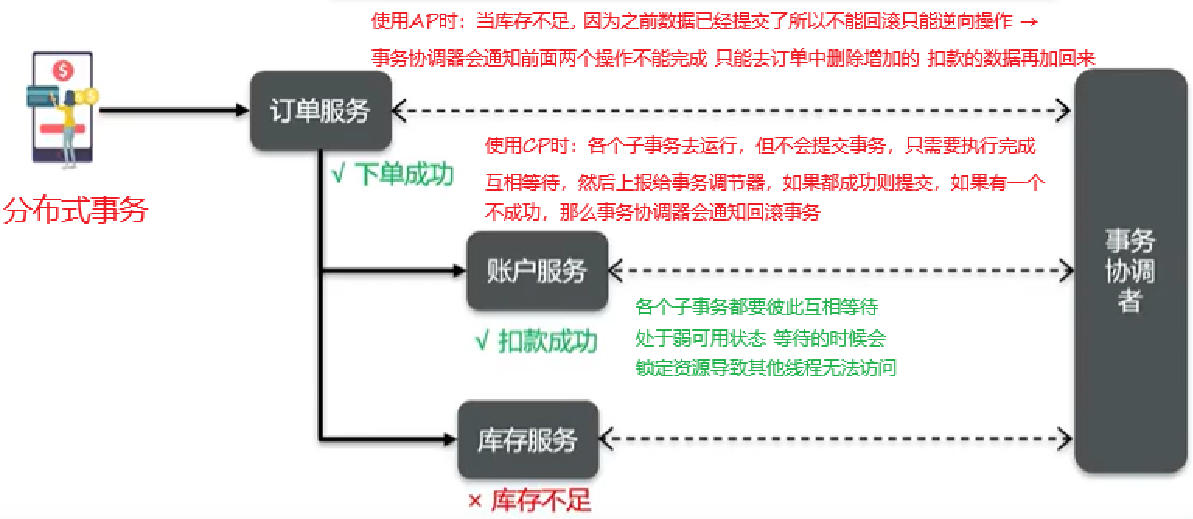 使用AP时：当库存不足，因为之前数据已经提交了所以不能回滚只能逆向操作 →
事务协调器会通知前面两个操作不能完成 只能去订单中删除增加的 扣款的数据再加回来
订单服务
使用CP时：各个子事务去运行，但不会提交事务，只需要执行完成
√ 下单成功
互相等待，然后上报给事务调节器，如果都成功则提交，如果有一个
不成功，那么事务协调器会通知回滚事务
分布式事务
事务
协调
者
账户服务
各个子事务都要彼此互相等待
√ 扣款成功
处于弱可用状态 等待的时候会
锁定资源导致其他线程无法访问
库存服务
× 库存不足